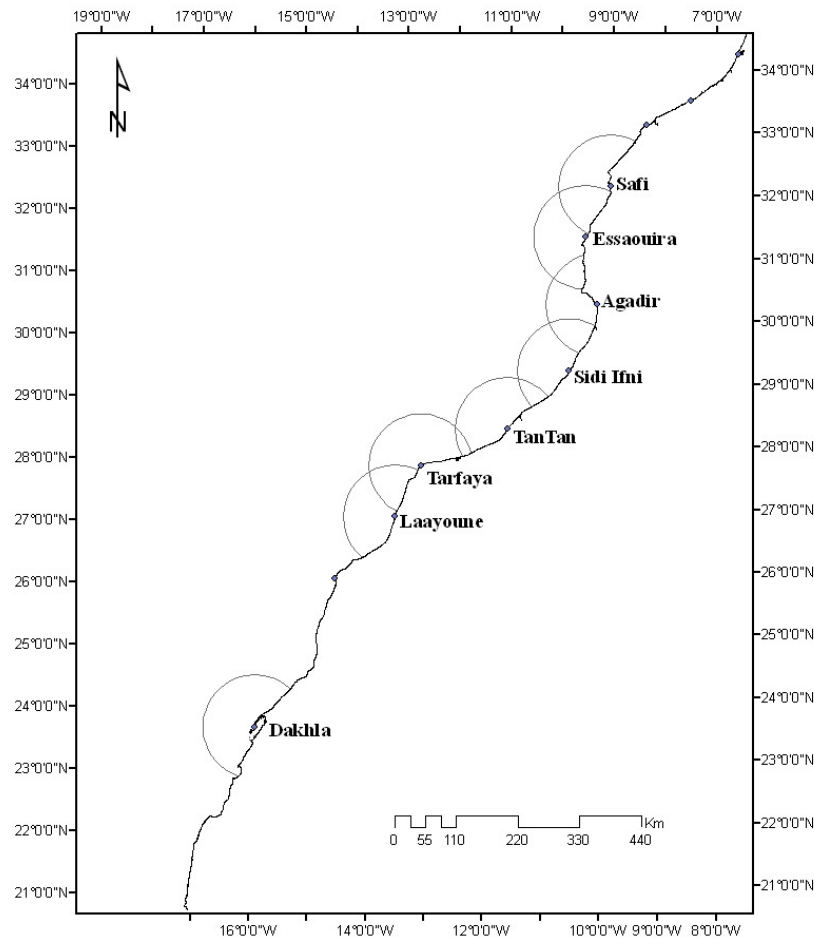 19°0'0"W 17°0'0"W 15°0'0"W 13°0'0"W 11°0'0"W 9°0'0"W 7°0'0"W
N
34°0'0"N 34°0'0"N
33°0'0"N 33°0'0"N
Safi
32°0'0"N 32°0'0"N
Essaouira
31°0'0"N 31°0'0"N
Agadir
30°0'0"N 30°0'0"N
Sidi Ifni
29°0'0"N 29°0'0"N
TanTan
28°0'0"N 28°0'0"N
Tarfaya
27°0'0"N 27°0'0"N
Laayoune
26°0'0"N 26°0'0"N
25°0'0"N 25°0'0"N
24°0'0"N 24°0'0"N
Dakhla
23°0'0"N 23°0'0"N
22°0'0"N 22°0'0"N
Km
0 55 110 220 330 440
21°0'0"N 21°0'0"N
16°0'0"W 14°0'0"W 12°0'0"W 10°0'0"W 9°0'0"W 8°0'0"W